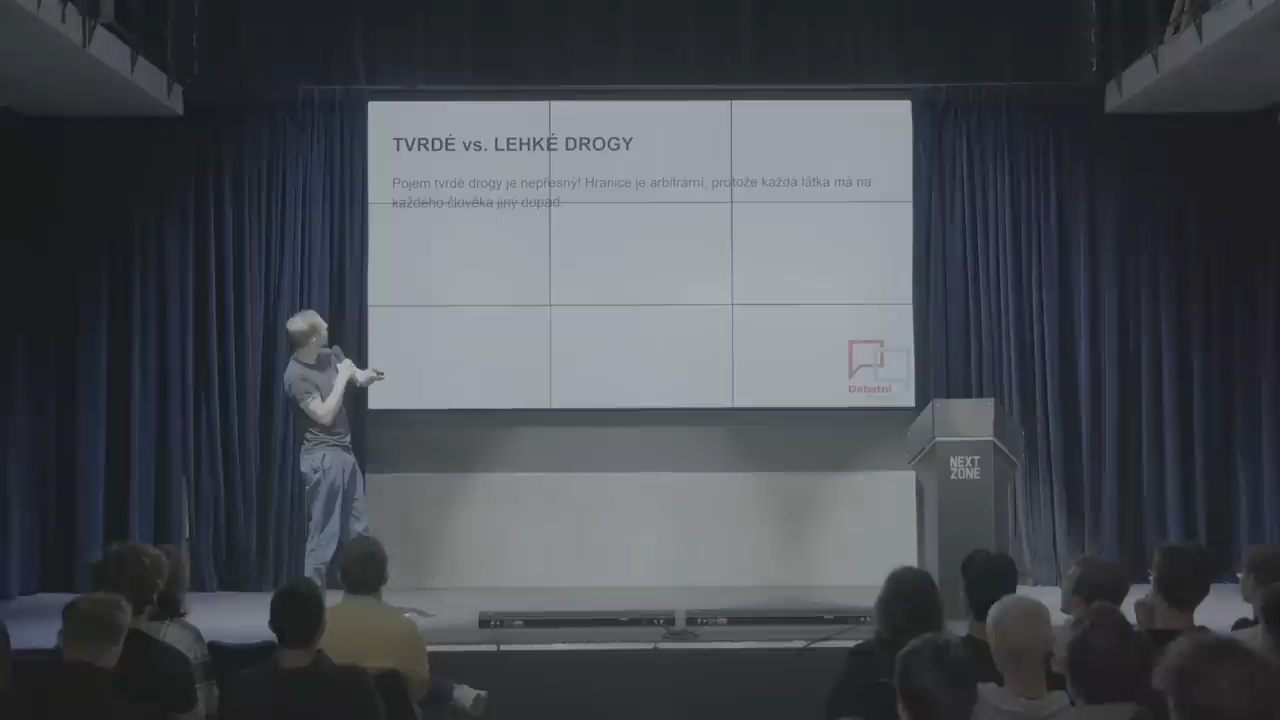 TVRDÉ vs. LEHKÉ DROGY
Pojem tvrdé drogy je nepřesný! Hranice je arbitrární, protože každá látka má na
každého člověka jiný dopad.
Debatní
NEXT
ZONE